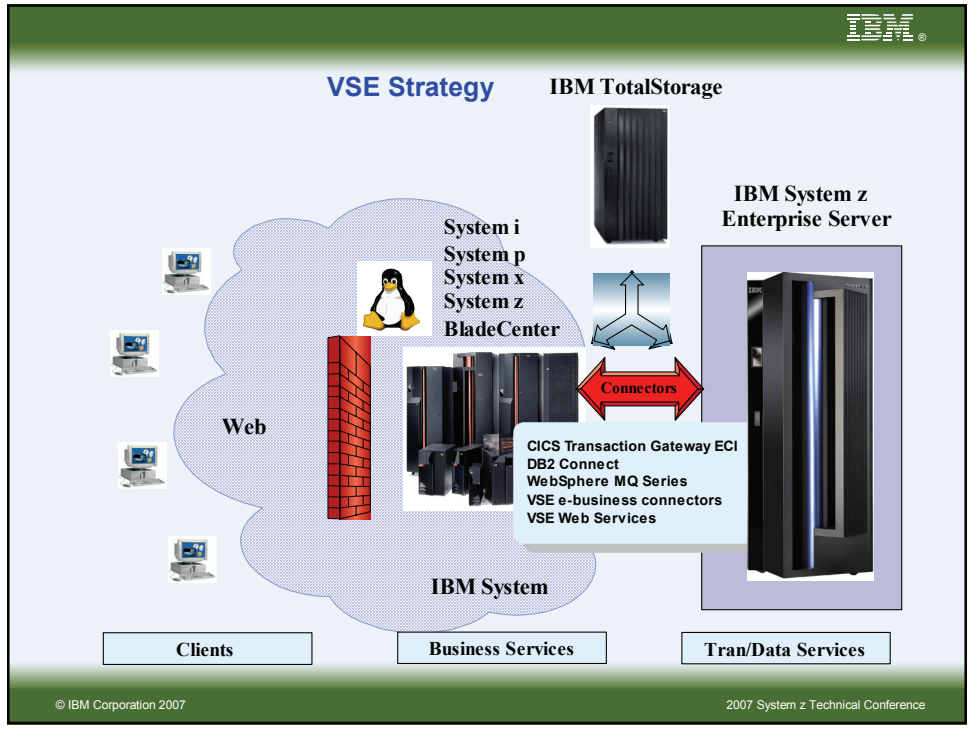 IBM ®
VSE Strategy
IBM TotalStorage
IBM System z
Enterprise Server
System i
System p
System x
System z
BladeCenter
Connectors
Web
CICS Transaction Gateway ECI
DB2 Connect
WebSphere MQ Series
VSE e-business connectors
VSE Web Services
IBM System
Clients
Business Services
Tran/Data Services
© IBM Corporation 2007
2007 System z Technical Conference